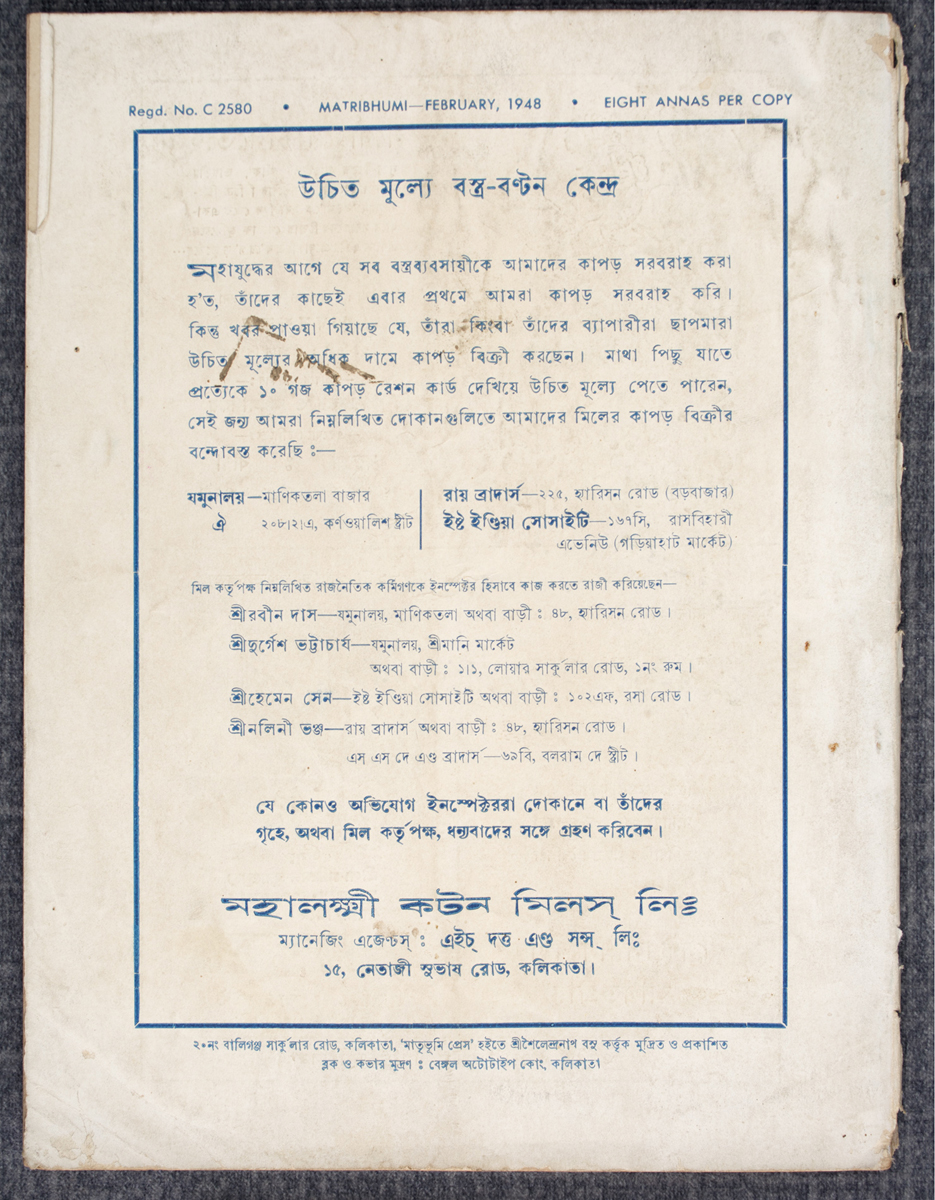 Regd. No. C 2580 • MATRIBHUMI—FEBRUARY, 1948 • EIGHT ANNAS PER COPY
উচিত মূল্যে বস্ত্র-বণ্টন কেন্দ্র
মহাযুদ্ধের আগে যে সব বস্ত্রব্যবসায়ীকে আমাদের কাপড় সরবরাহ করা
হ'ত, তাঁদের কাছেই এবার প্রথমে আমরা কাপড় সরবরাহ করি।
কিন্তু খবর পাওয়া গিয়াছে যে, তাঁরা কিংবা তাঁদের ব্যাপারীরা ছাপমারা
উচিত মূল্যের অধিক দামে কাপড় বিক্রী করছেন। মাথা পিছু যাতে
প্রত্যেকে ১০ গজ কাপড় রেশন কার্ড দেখিয়ে উচিত মূল্যে পেতে পারেন,
সেই জন্য আমরা নিম্নলিখিত দোকানগুলিতে আমাদের মিলের কাপড় বিক্রীর
বন্দোবস্ত করেছি :—
যমুনালয়—মাণিকতলা বাজার
ঐ ২০৮।২।এ, কর্ণওয়ালিশ ষ্ট্রীট
রায় ব্রাদার্স—২২৫, হ্যারিসন রোড (বড়বাজার)
ইষ্ট ইণ্ডিয়া সোসাইটি—১৬৭সি, রাসবিহারী
এভেনিউ (গড়িয়াহাট মার্কেট)
মিল কর্তৃপক্ষ নিম্নলিখিত রাজনৈতিক কর্মিগণকে ইনস্পেক্টর হিসাবে কাজ করতে রাজী করিয়েছেন—
শ্রীরবীন দাস—যমুনালয়, মাণিকতলা অথবা বাড়ী : ৪৮, হ্যারিসন রোড।
শ্রীদুর্গেশ ভট্টাচার্য—যমুনালয়, শ্রীমানি মার্কেট
অথবা বাড়ী : ১।১, লোয়ার সার্কুলার রোড, ১নং রুম।
শ্রীহেমেন সেন—ইষ্ট ইণ্ডিয়া সোসাইটি অথবা বাড়ী : ১০২এফ, রসা রোড।
শ্রীনলিনী ভঞ্জ—রায় ব্রাদার্স অথবা বাড়ী : ৪৮, হ্যারিসন রোড।
এস এস দে এণ্ড ব্রাদার্স—৬৯বি, বলরাম দে ষ্ট্রীট।
যে কোনও অভিযোগ ইনস্পেক্টররা দোকানে বা তাঁদের
গৃহে, অথবা মিল কর্তৃপক্ষ, ধন্যবাদের সঙ্গে গ্রহণ করিবেন।
মহালক্ষ্মী কটন মিলস্ লিঃ
ম্যানেজিং এজেন্টস্ : এইচ্ দত্ত এণ্ড সন্স্ লিঃ
১৫, নেতাজী সুভাষ রোড, কলিকাতা।
২০নং বালিগঞ্জ সার্কুলার রোড, কলিকাতা, 'মাতৃভূমি প্রেস' হইতে শ্রীশৈলেন্দ্রনাথ বসু কর্ত্তৃক মুদ্রিত ও প্রকাশিত
ব্লক ও কভার মুদ্রণ : বেঙ্গল অটোটাইপ কোং, কলিকাতা